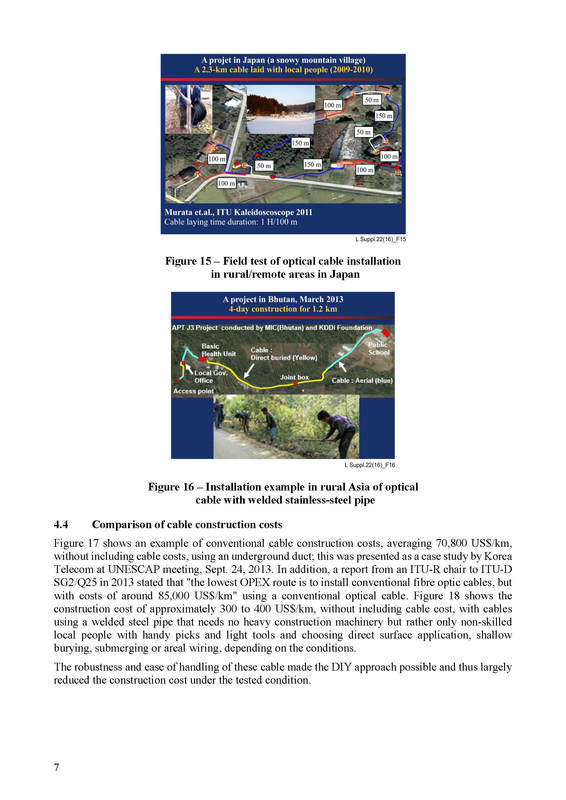 A projet in Japan (a snowy mountain village)
A 2.3-km cable iaid with local people (2009-2010)
100 m
50 m
150 m
50 m
150 m
100 m
50 m
150 m
100 m
100 m
100 m
Murata et.al., ITU Kaleidoscoscope 2011
Cable laying time duration: 1 H/100 m
L Suppl.22(16)_F15
Figure 15 – Field test of optical cable installation
in rural/remote areas in Japan
A project in Bhutan, March 2013
4-day construction for 1.2 km
APT J3 Project conducted by MIC(Bhutan) and KDDI Foundation
Basic
Health Unit
Cable :
Direct buried (Yellow)
Public
School
Local Gov.
Office
Joint box
Cable : Aerial (blue)
Access point
L Suppl.22(16)_F16
Figure 16 – Installation example in rural Asia of optical
cable with welded stainless-steel pipe
4.4 Comparison of cable construction costs
Figure 17 shows an example of conventional cable construction costs, averaging 70,800 US$/km,
without including cable costs, using an underground duct; this was presented as a case study by Korea
Telecom at UNESCAP meeting, Sept. 24, 2013. In addition, a report from an ITU-R chair to ITU-D
SG2/Q25 in 2013 stated that "the lowest OPEX route is to install conventional fibre optic cables, but
with costs of around 85,000 US$/km" using a conventional optical cable. Figure 18 shows the
construction cost of approximately 300 to 400 US$/km, without including cable cost, with cables
using a welded steel pipe that needs no heavy construction machinery but rather only non-skilled
local people with handy picks and light tools and choosing direct surface application, shallow
burying, submerging or areal wiring, depending on the conditions.
The robustness and ease of handling of these cable made the DIY approach possible and thus largely
reduced the construction cost under the tested condition.
7